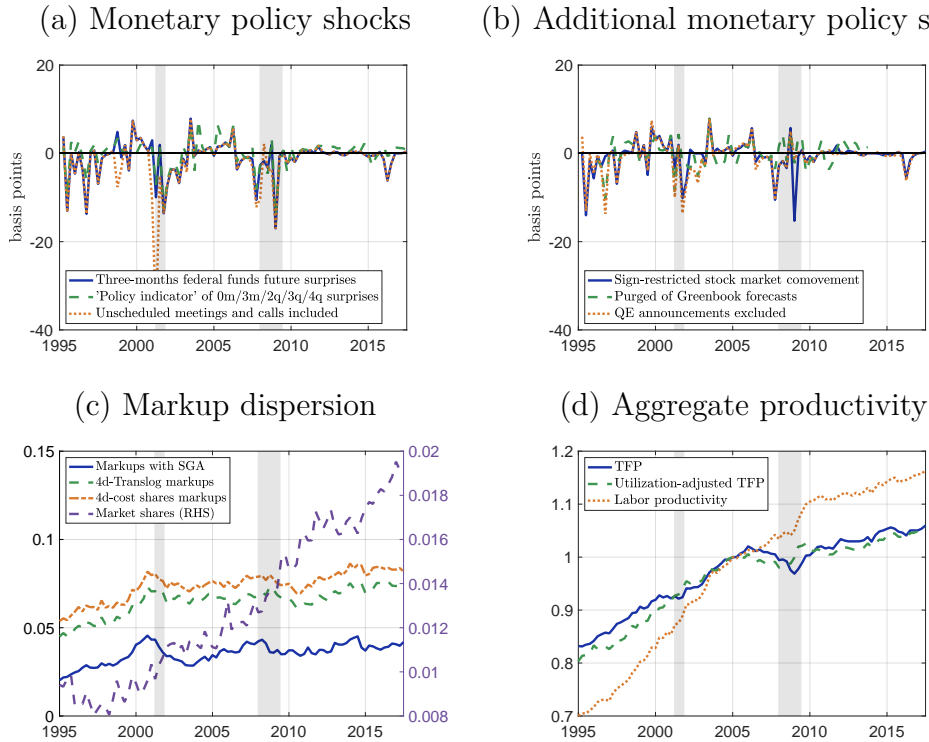 (a) Monetary policy shocks
20
0
-20
-40
basis points
Three-months federal funds future surprises
'Policy indicator' of 0m/3m/2q/3q/4q surprises
Unscheduled meetings and calls included
1995 2000 2005 2010 2015
(b) Additional monetary policy s
20
0
-20
-40
basis points
Sign-restricted stock market comovement
Purged of Greenbook forecasts
QE announcements excluded
1995 2000 2005 2010 2015
(c) Markup dispersion
0.15
0.1
0.05
0
Markups with SGA
4d-Translog markups
4d-cost shares markups
Market shares (RHS)
0.02
0.018
0.016
0.014
0.012
0.01
0.008
1995 2000 2005 2010 2015
(d) Aggregate productivity
1.2
1.1
1
0.9
0.8
0.7
TFP
Utilization-adjusted TFP
Labor productivity
1995 2000 2005 2010 2015